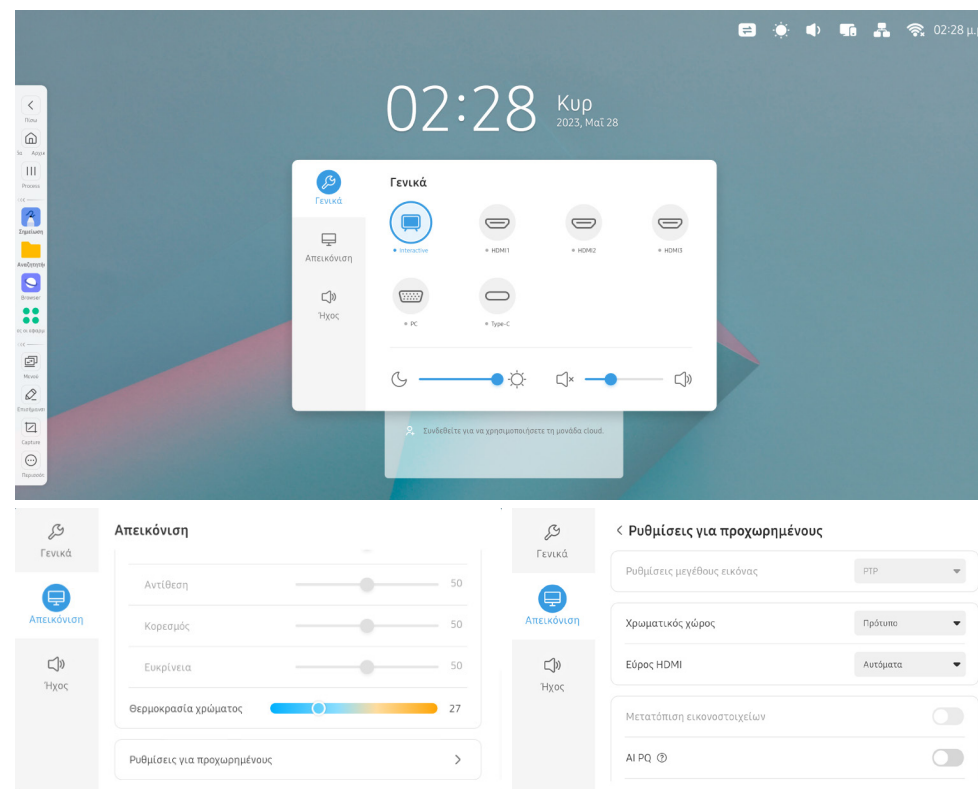 02:28 μ.μ
02:28
Κυρ
2023, Μαΐ 28
Πίσω
Αρχικ
Process
Σημείωση
Αναζητητή
Browser
Μενού
Επισήμανση
Capture
Περισσότ
Γενικά
Απεικόνιση
Ήχος
Γενικά
Interactive
HDMI1
HDMI2
HDMI3
PC
Type-C
Συνδεθείτε για να χρησιμοποιήσετε τη μονάδα cloud.
Γενικά
Απεικόνιση
Ήχος
Απεικόνιση
Αντίθεση 50
Κορεσμός 50
Ευκρίνεια 50
Θερμοκρασία χρώματος 27
Ρυθμίσεις για προχωρημένους
Γενικά
Απεικόνιση
Ήχος
Ρυθμίσεις για προχωρημένους
Ρυθμίσεις μεγέθους εικόνας PTP
Χρωματικός χώρος Πρότυπο
Εύρος HDMI Αυτόματα
Μετατόπιση εικονοστοιχείων
AI PQ